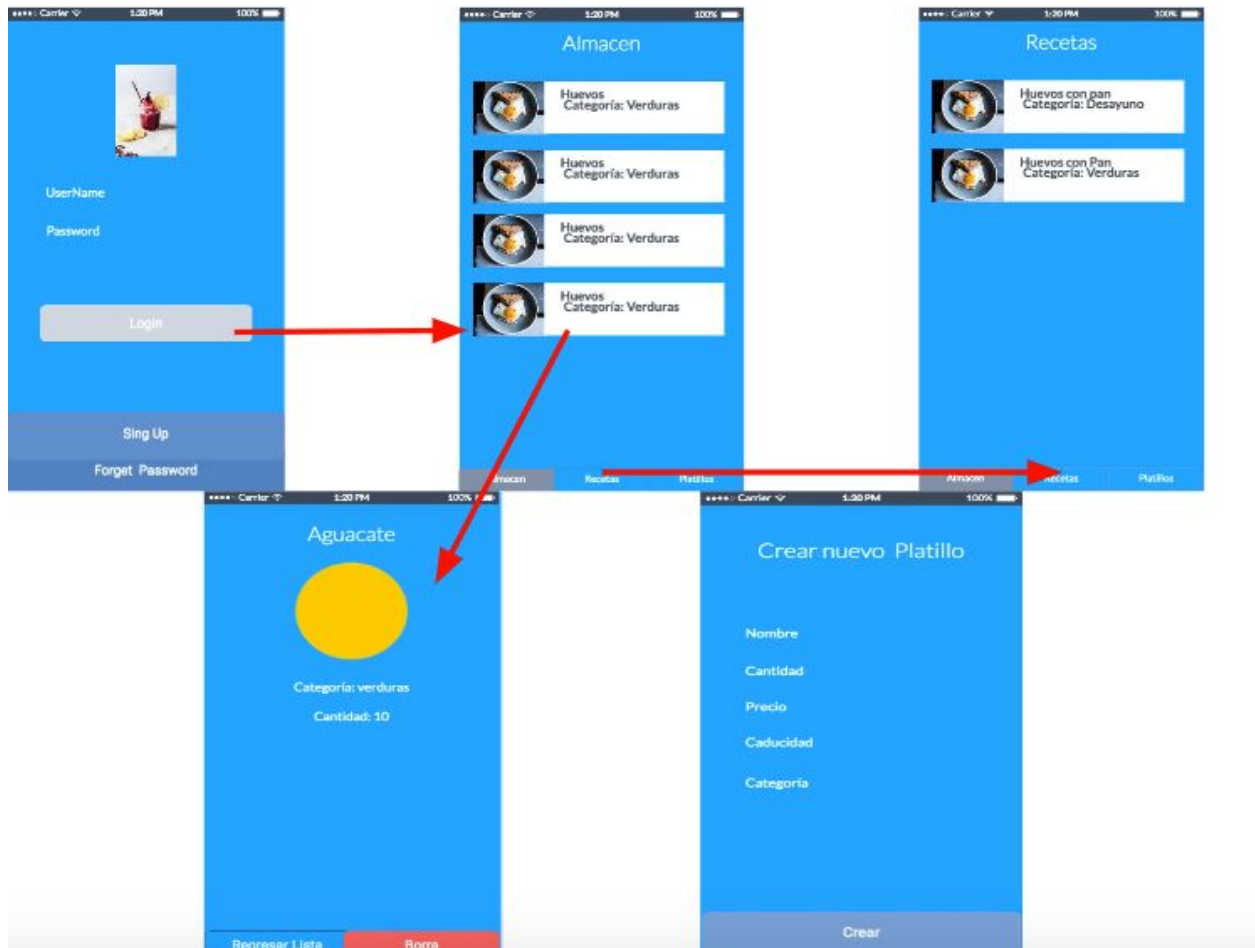 Carrier 1:20 PM 100%
UserName
Password
Login
Sing Up
Forget Password
Carrier 1:20 PM 100%
Almacen
Huevos
Categoría: Verduras
Huevos
Categoría: Verduras
Huevos
Categoría: Verduras
Huevos
Categoría: Verduras
Almacen Recetas Platillos
Carrier 1:20 PM 100%
Recetas
Huevos con pan
Categoría: Desayuno
Huevos con Pan
Categoría: Verduras
Almacen Recetas Platillos
Carrier 1:20 PM 100%
Aguacate
Categoría: verduras
Cantidad: 10
Regresar Lista Borra
Carrier 1:20 PM 100%
Crear nuevo Platillo
Nombre
Cantidad
Precio
Caducidad
Categoría
Crear